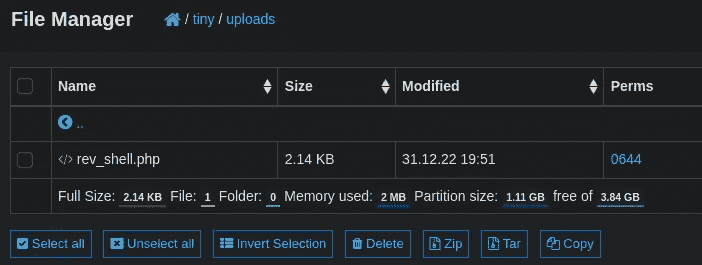 File Manager / tiny / uploads
Name Size Modified Perms
..
</> rev_shell.php 2.14 KB 31.12.22 19:51 0644
Full Size: 2.14 KB File: 1 Folder: 0 Memory used: 2 MB Partition size: 1.11 GB free of 3.84 GB
Select all Unselect all Invert Selection Delete Zip Tar Copy